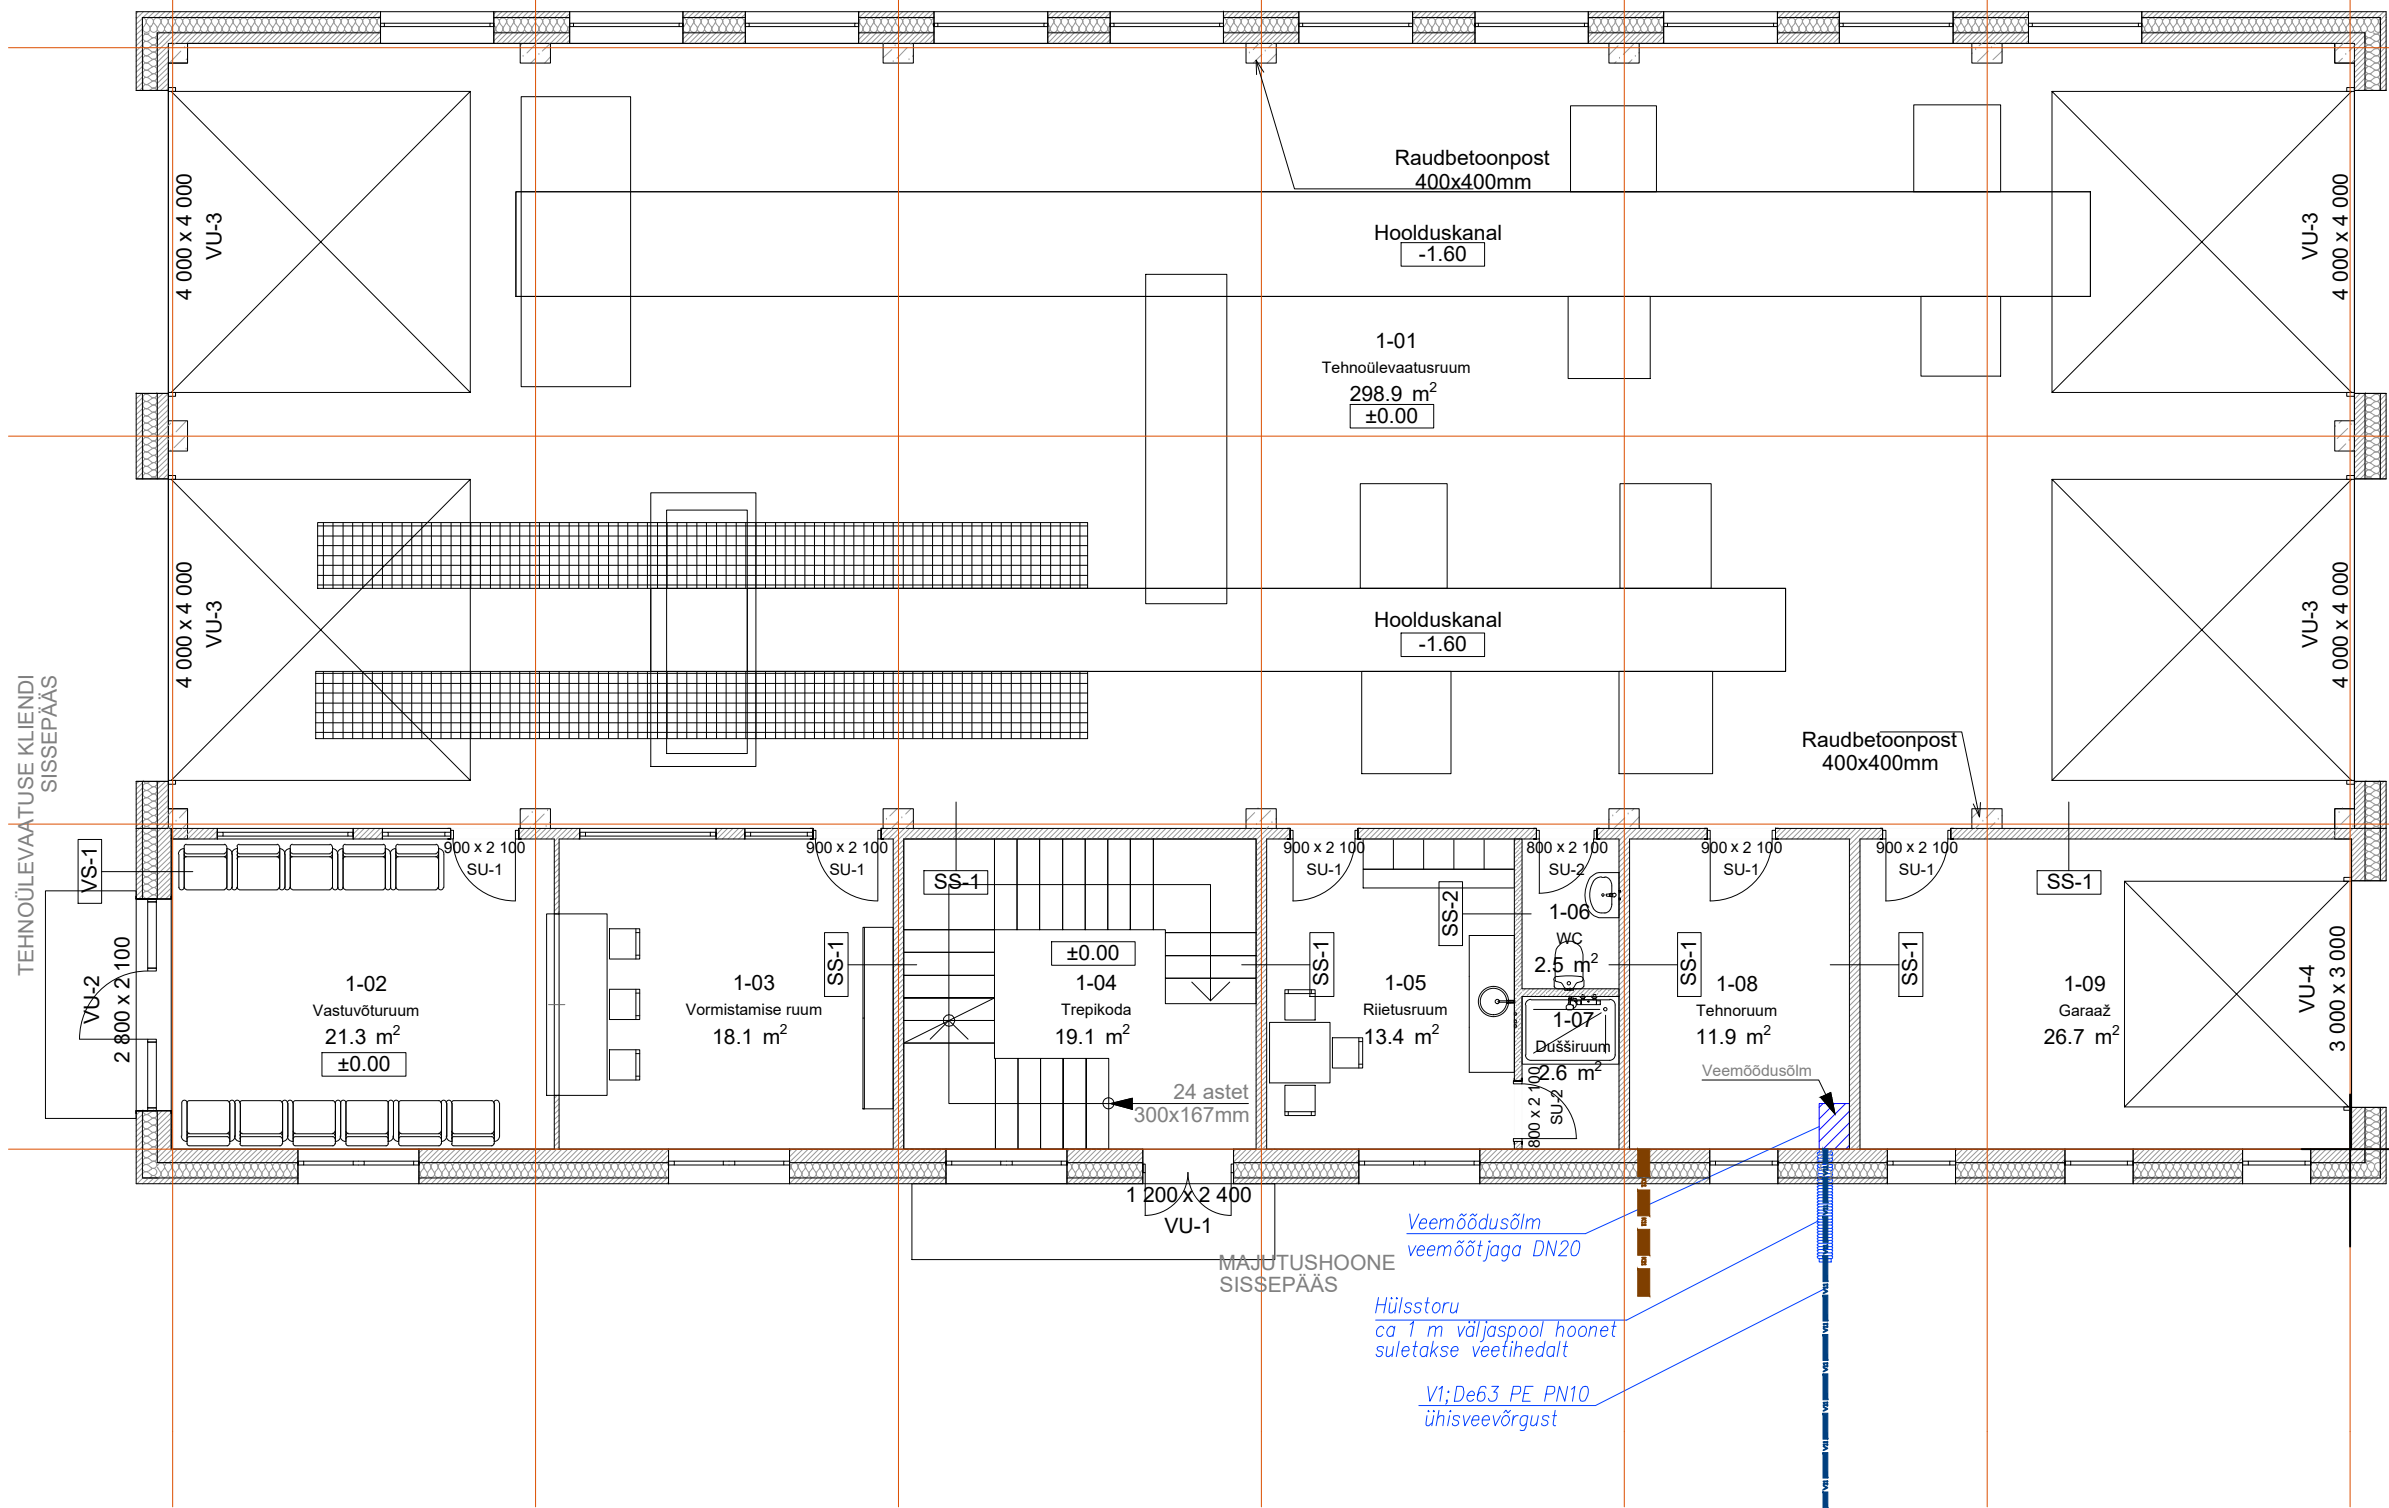 Raudbetoonpost
400x400mm
4 000 x 4 000
VU-3
Hoolduskanal
-1.60
VU-3
4 000 x 4 000
1-01
Tehnoülevaatusruum
298.9 m²
±0.00
4 000 x 4 000
VU-3
Hoolduskanal
-1.60
VU-3
4 000 x 4 000
TEHNOÜLEVAATUSE KLIENDI
SISSEPÄÄS
Raudbetoonpost
400x400mm
VS-1
900 x 2 100
SU-1
900 x 2 100
SU-1
SS-1
900 x 2 100
SU-1
800 x 2 100
SU-2
900 x 2 100
SU-1
900 x 2 100
SU-1
SS-1
VU-2
2 800 x 2 100
1-02
Vastuvõturuum
21.3 m²
±0.00
1-03
Vormistamise ruum
18.1 m²
SS-1
±0.00
1-04
Trepikoda
19.1 m²
24 astet
300x167mm
SS-1
1-05
Riietusruum
13.4 m²
SS-2
1-06
WC
2.5 m²
1-07
Dušširuum
2.6 m²
800 x 2 100
SU-2
SS-1
1-08
Tehnoruum
11.9 m²
Veemõõdusõlm
SS-1
1-09
Garaaž
26.7 m²
VU-4
3 000 x 3 000
1 200 x 2 400
VU-1
MAJUTUSHOONE
SISSEPÄÄS
Veemõõdusõlm
veemõõtjaga DN20
Hülsstoru
ca 1 m väljaspool hoonet
suletakse veetihedalt
V1;De63 PE PN10
ühisveevõrgust